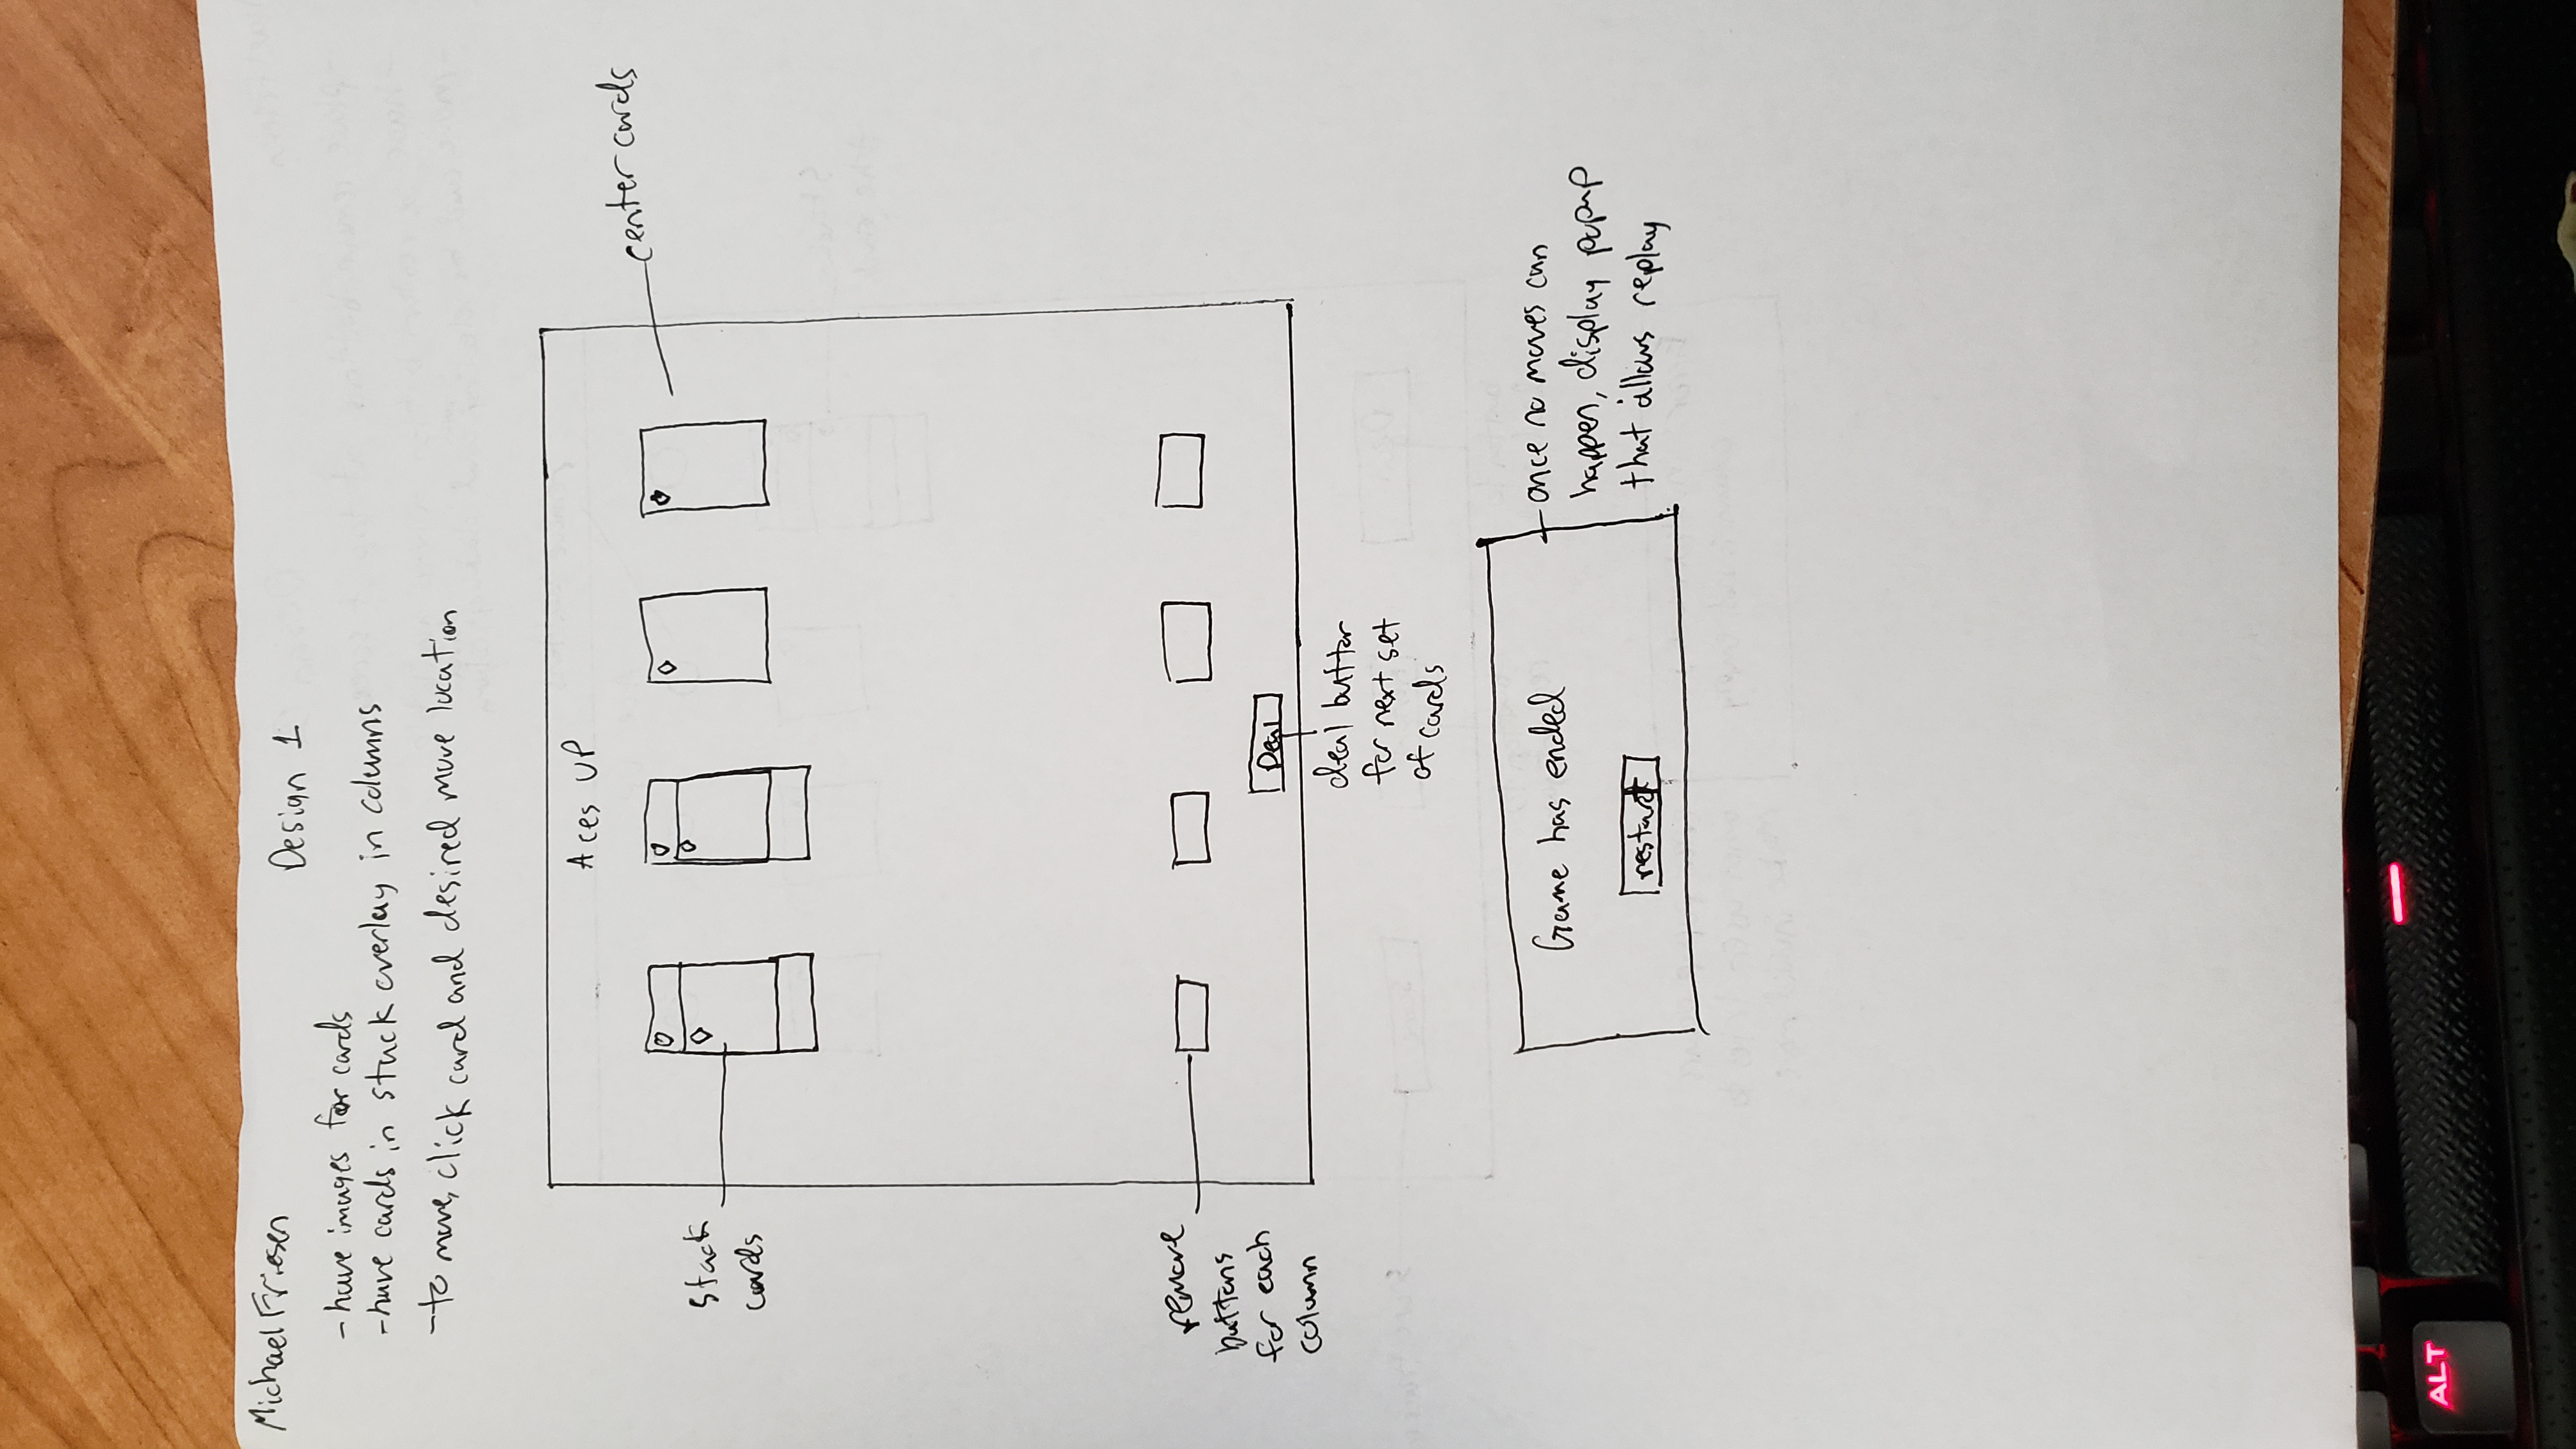 Michael Friesen
Design 1
- have images for cards
- have cards in stack overlay in columns
- to move, click card and desired move location
Aces UP
center cards
stack
cards
remove
buttons
for each
column
Deal
deal button
for next set
of cards
Game has ended
restart
once no moves can
happen, display popup
that allows replay
ALT